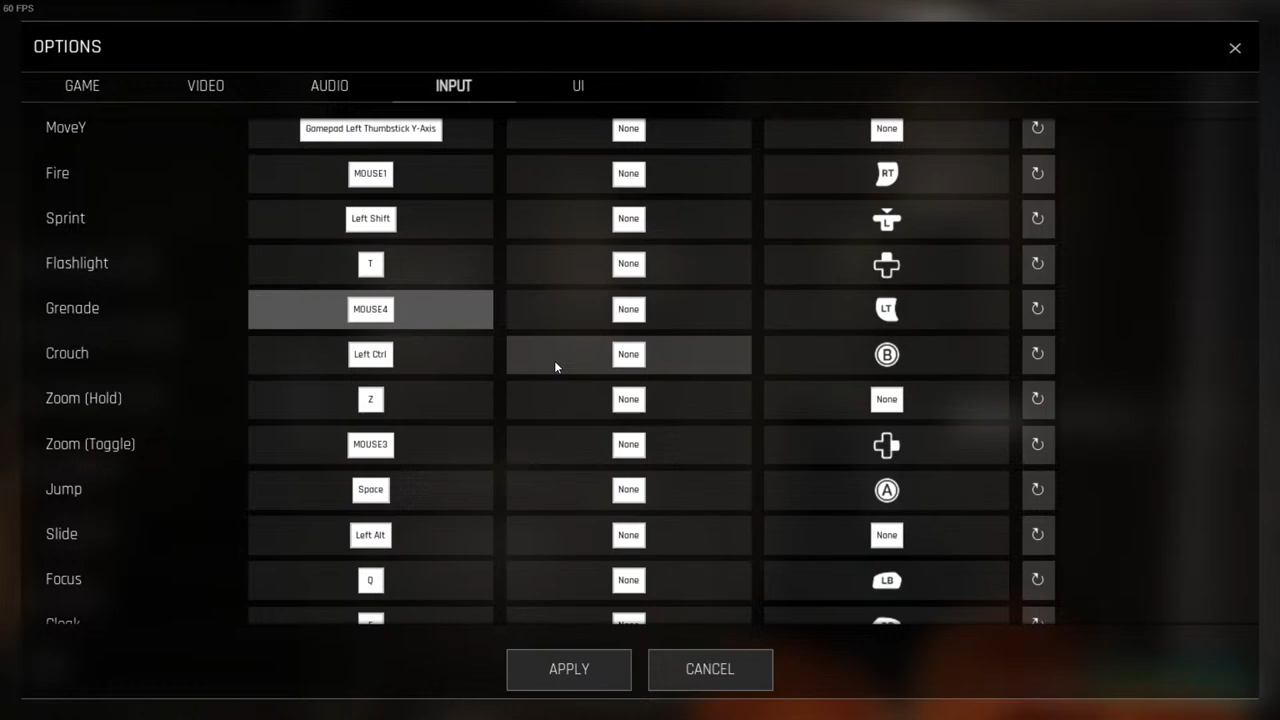 60 FPS
OPTIONS
GAME VIDEO AUDIO INPUT UI
MoveY Gamepad Left Thumbstick Y-Axis None None
Fire MOUSE1 None RT
Sprint Left Shift None L
Flashlight T None
Grenade MOUSE4 None LT
Crouch Left Ctrl None B
Zoom (Hold) Z None None
Zoom (Toggle) MOUSE3 None
Jump Space None A
Slide Left Alt None None
Focus Q None LB
Cloak
APPLY CANCEL